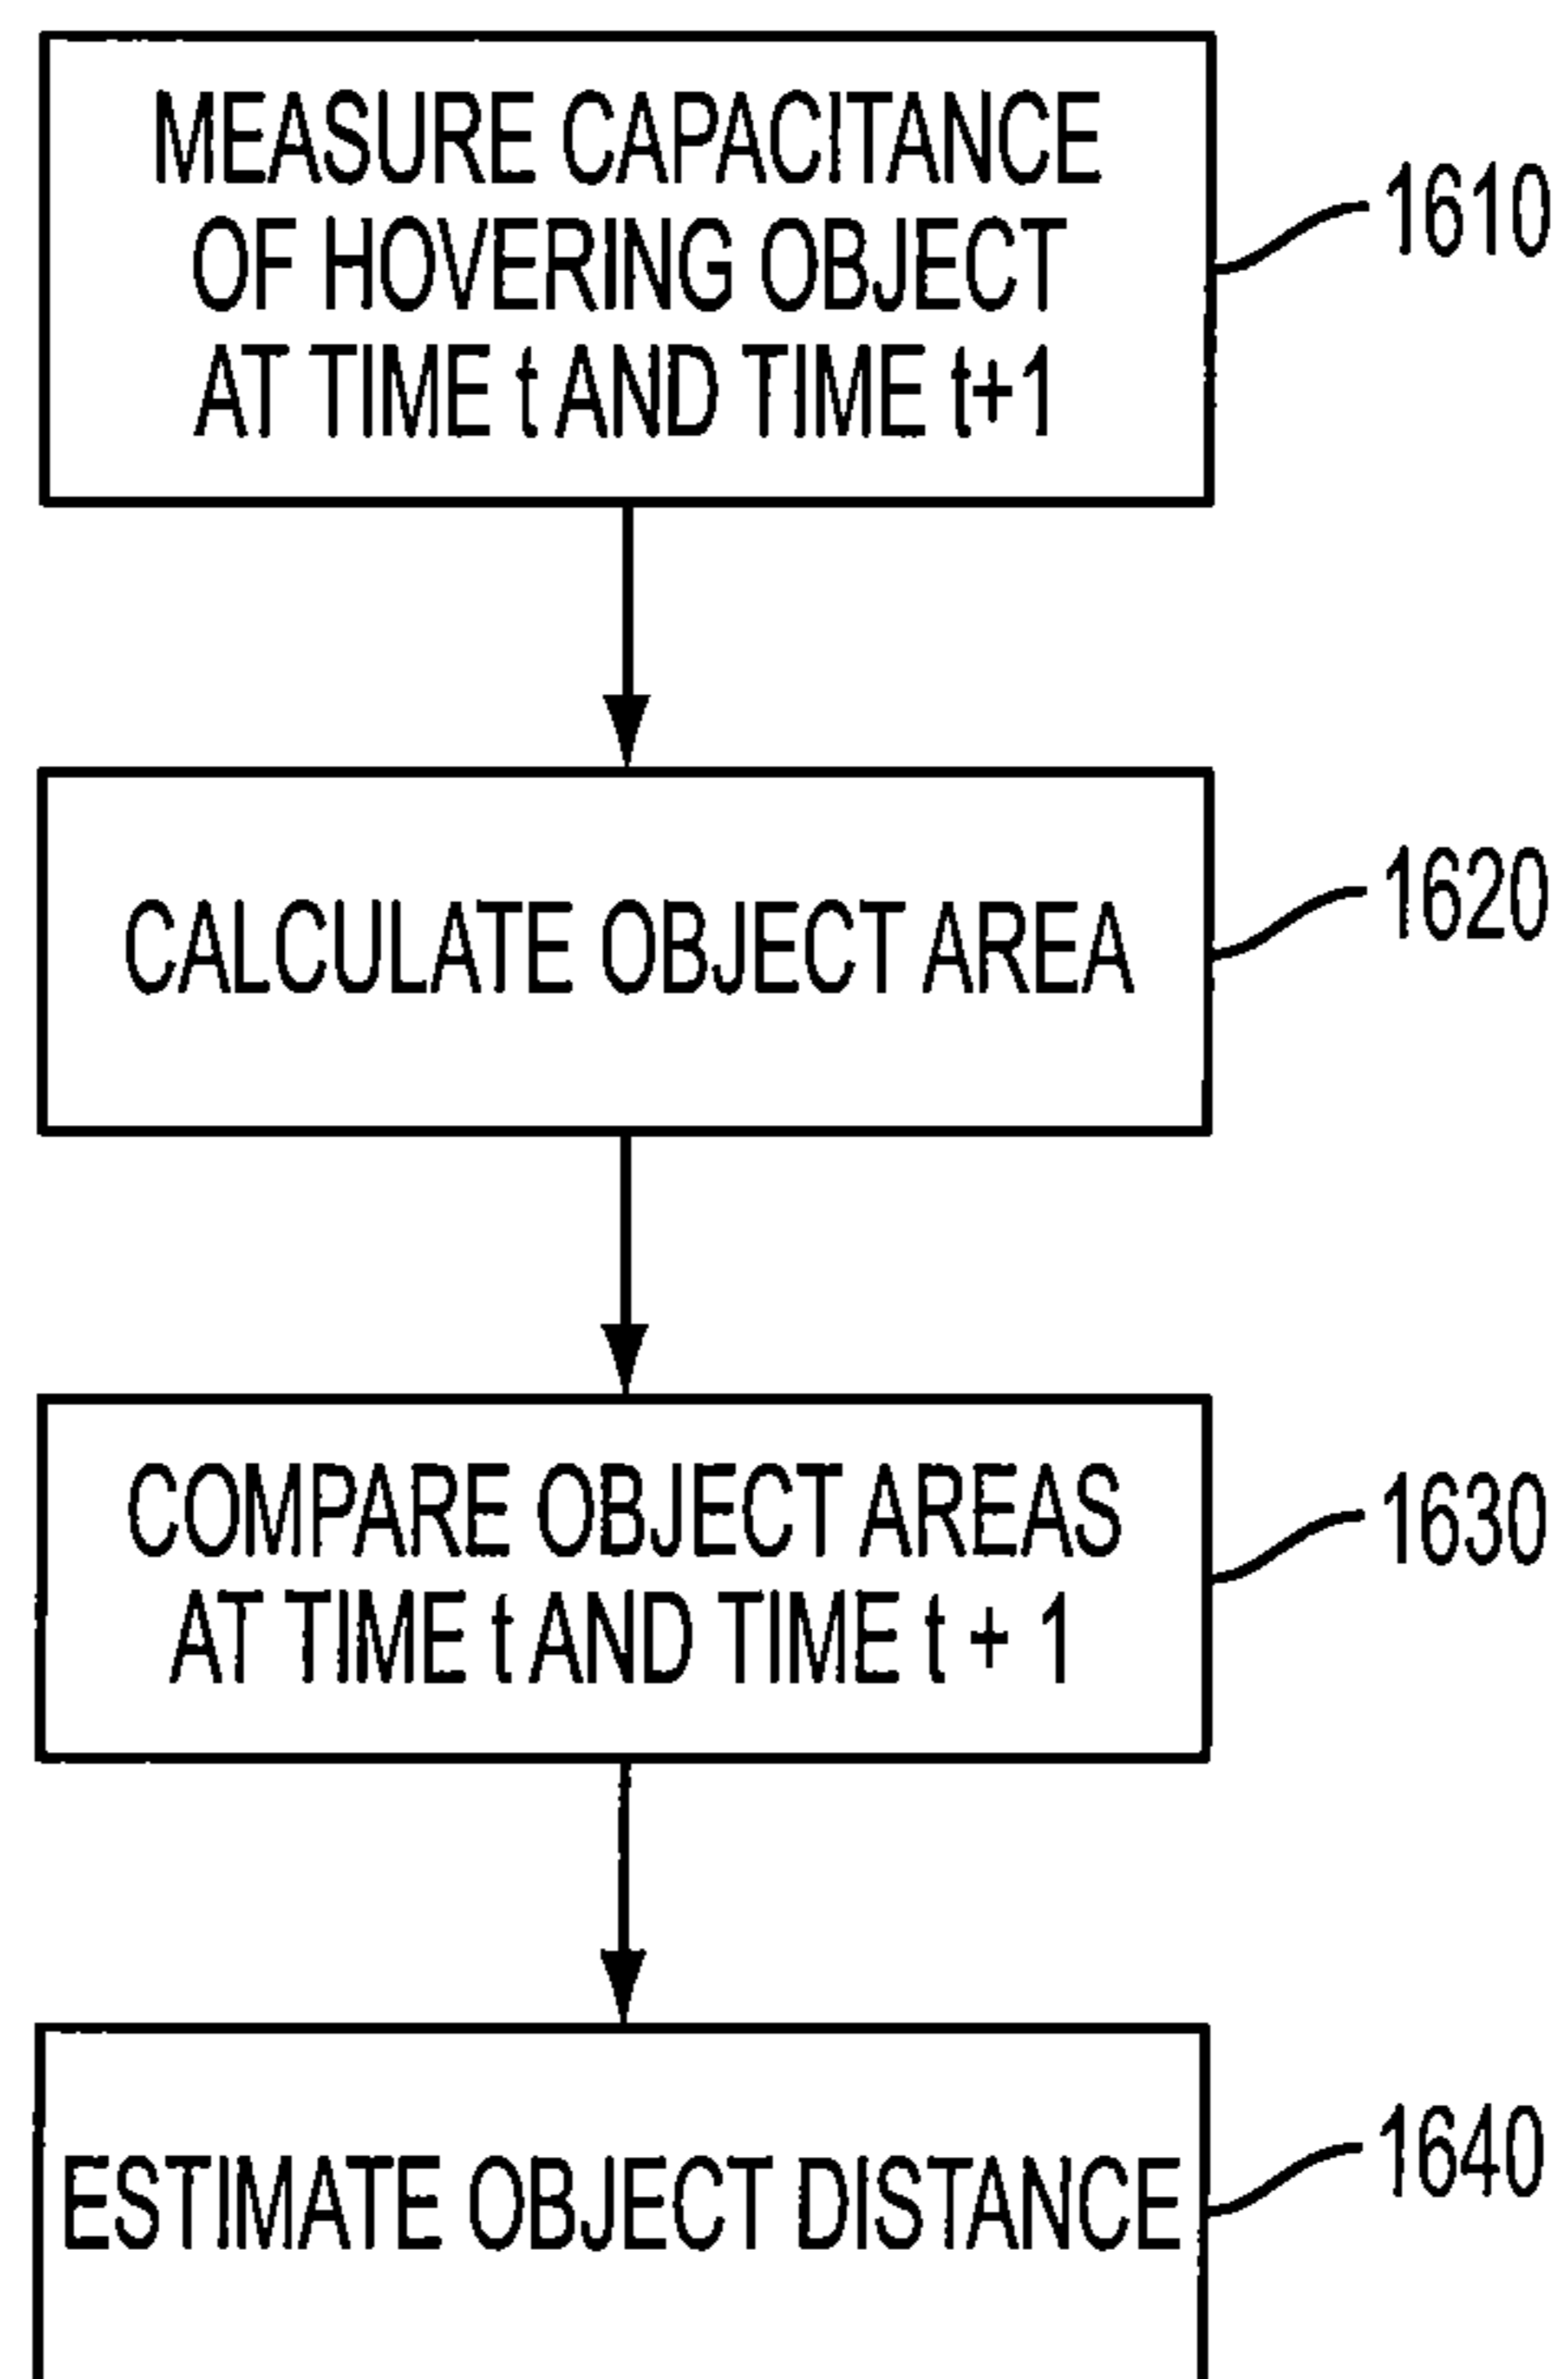 MEASURE CAPACITANCE
OF HOVERING OBJECT
AT TIME t AND TIME t+1
1610
CALCULATE OBJECT AREA
1620
COMPARE OBJECT AREAS
AT TIME t AND TIME t + 1
1630
ESTIMATE OBJECT DISTANCE
1640